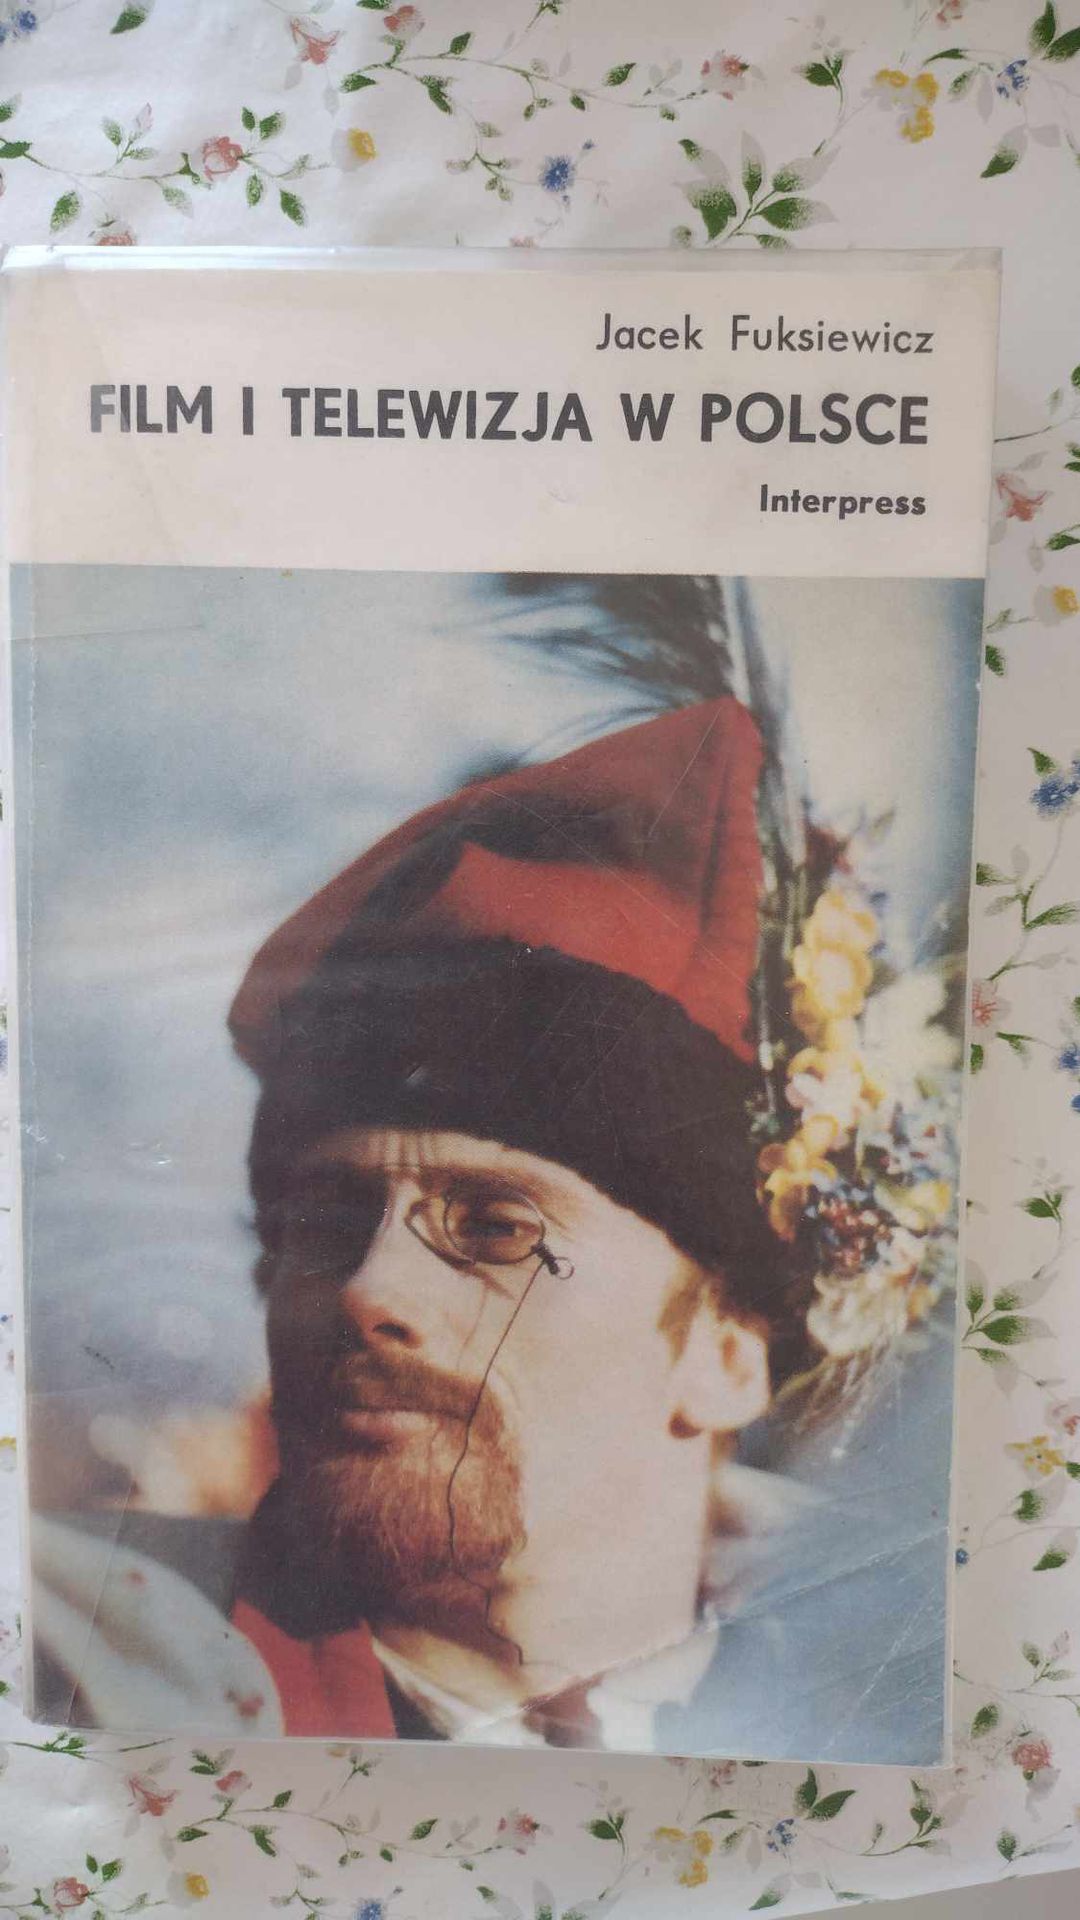 Jacek Fuksiewicz
FILM I TELEWIZJA W POLSCE
Interpress